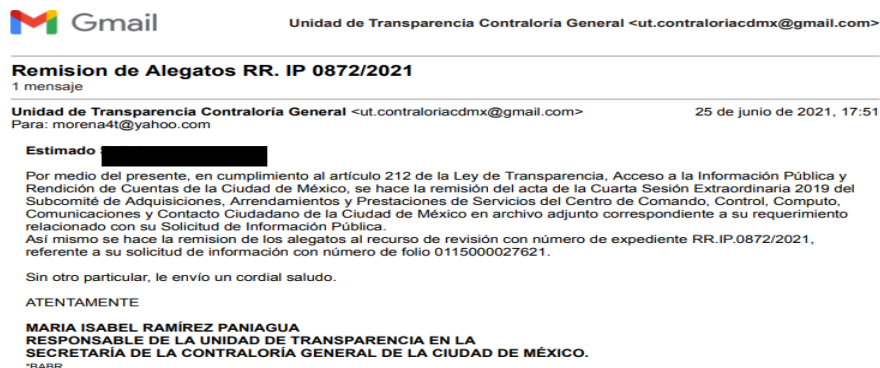 Gmail
Unidad de Transparencia Contraloría General <ut.contraloriacdmx@gmail.com>
Remision de Alegatos RR. IP 0872/2021
1 mensaje
Unidad de Transparencia Contraloría General <ut.contraloriacdmx@gmail.com> 25 de junio de 2021, 17:51
Para: morena4t@yahoo.com
Estimado
Por medio del presente, en cumplimiento al artículo 212 de la Ley de Transparencia, Acceso a la Información Pública y
Rendición de Cuentas de la Ciudad de México, se hace la remisión del acta de la Cuarta Sesión Extraordinaria 2019 del
Subcomité de Adquisiciones, Arrendamientos y Prestaciones de Servicios del Centro de Comando, Control, Computo,
Comunicaciones y Contacto Ciudadano de la Ciudad de México en archivo adjunto correspondiente a su requerimiento
relacionado con su Solicitud de Información Pública.
Así mismo se hace la remision de los alegatos al recurso de revisión con número de expediente RR.IP.0872/2021,
referente a su solicitud de información con número de folio 0115000027621.
Sin otro particular, le envío un cordial saludo.
ATENTAMENTE
MARIA ISABEL RAMÍREZ PANIAGUA
RESPONSABLE DE LA UNIDAD DE TRANSPARENCIA EN LA
SECRETARÍA DE LA CONTRALORÍA GENERAL DE LA CIUDAD DE MÉXICO.
*BABR